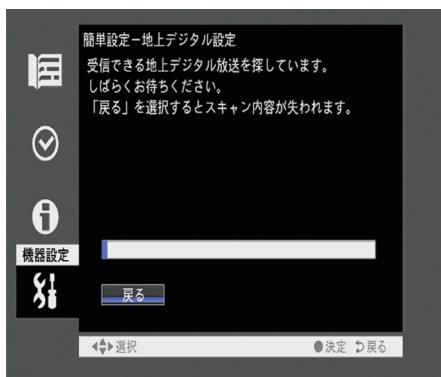 簡単設定－地上デジタル設定
受信できる地上デジタル放送を探しています。
しばらくお待ちください。
「戻る」を選択するとスキャン内容が失われます。
機器設定
戻る
選択 ●決定 戻る